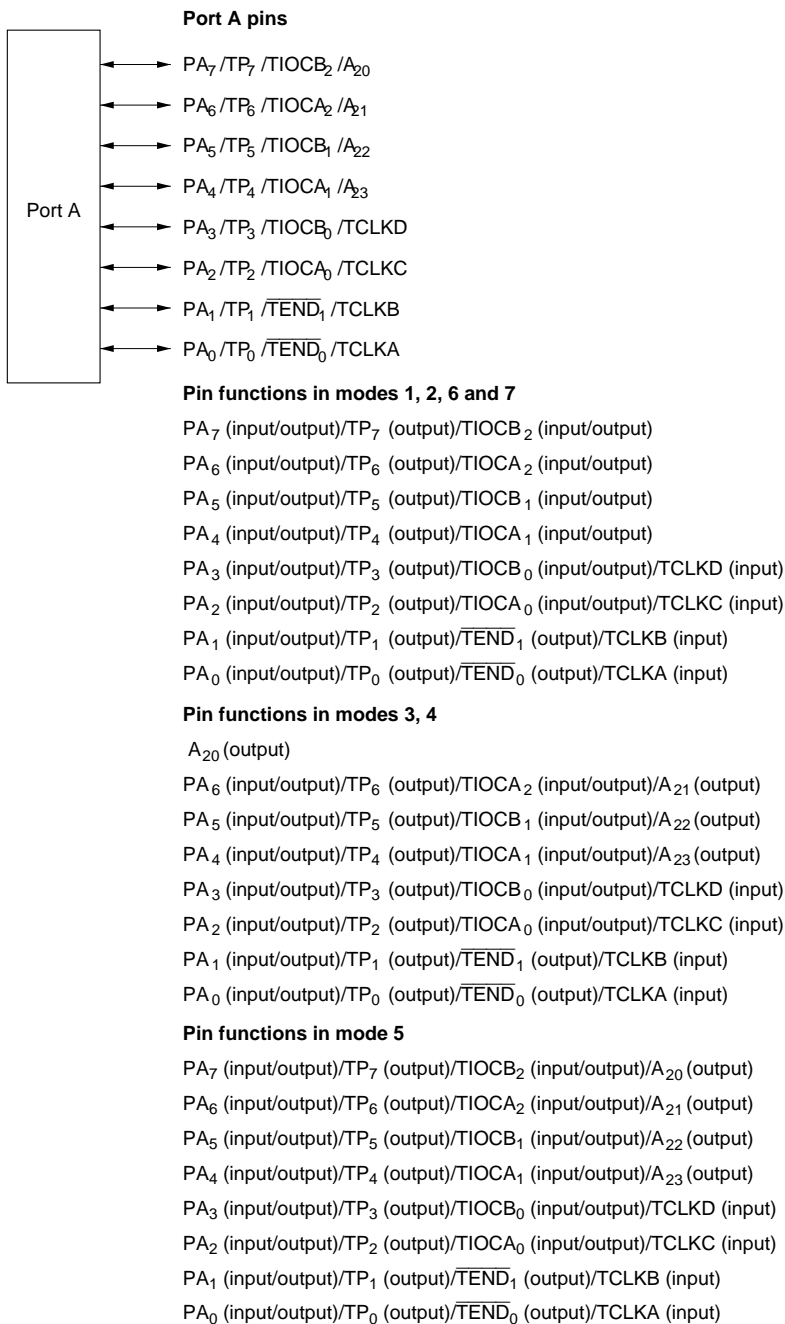 Port A pins
PA₇/TP₇/TIOCB₂/A₂₀
PA₆/TP₆/TIOCA₂/A₂₁
PA₅/TP₅/TIOCB₁/A₂₂
PA₄/TP₄/TIOCA₁/A₂₃
Port A
PA₃/TP₃/TIOCB₀/TCLKD
PA₂/TP₂/TIOCA₀/TCLKC
PA₁/TP₁/T̅E̅N̅D̅₁/TCLKB
PA₀/TP₀/T̅E̅N̅D̅₀/TCLKA
Pin functions in modes 1, 2, 6 and 7
PA₇ (input/output)/TP₇ (output)/TIOCB₂ (input/output)
PA₆ (input/output)/TP₆ (output)/TIOCA₂ (input/output)
PA₅ (input/output)/TP₅ (output)/TIOCB₁ (input/output)
PA₄ (input/output)/TP₄ (output)/TIOCA₁ (input/output)
PA₃ (input/output)/TP₃ (output)/TIOCB₀ (input/output)/TCLKD (input)
PA₂ (input/output)/TP₂ (output)/TIOCA₀ (input/output)/TCLKC (input)
PA₁ (input/output)/TP₁ (output)/T̅E̅N̅D̅₁ (output)/TCLKB (input)
PA₀ (input/output)/TP₀ (output)/T̅E̅N̅D̅₀ (output)/TCLKA (input)
Pin functions in modes 3, 4
A₂₀ (output)
PA₆ (input/output)/TP₆ (output)/TIOCA₂ (input/output)/A₂₁ (output)
PA₅ (input/output)/TP₅ (output)/TIOCB₁ (input/output)/A₂₂ (output)
PA₄ (input/output)/TP₄ (output)/TIOCA₁ (input/output)/A₂₃ (output)
PA₃ (input/output)/TP₃ (output)/TIOCB₀ (input/output)/TCLKD (input)
PA₂ (input/output)/TP₂ (output)/TIOCA₀ (input/output)/TCLKC (input)
PA₁ (input/output)/TP₁ (output)/T̅E̅N̅D̅₁ (output)/TCLKB (input)
PA₀ (input/output)/TP₀ (output)/T̅E̅N̅D̅₀ (output)/TCLKA (input)
Pin functions in mode 5
PA₇ (input/output)/TP₇ (output)/TIOCB₂ (input/output)/A₂₀ (output)
PA₆ (input/output)/TP₆ (output)/TIOCA₂ (input/output)/A₂₁ (output)
PA₅ (input/output)/TP₅ (output)/TIOCB₁ (input/output)/A₂₂ (output)
PA₄ (input/output)/TP₄ (output)/TIOCA₁ (input/output)/A₂₃ (output)
PA₃ (input/output)/TP₃ (output)/TIOCB₀ (input/output)/TCLKD (input)
PA₂ (input/output)/TP₂ (output)/TIOCA₀ (input/output)/TCLKC (input)
PA₁ (input/output)/TP₁ (output)/T̅E̅N̅D̅₁ (output)/TCLKB (input)
PA₀ (input/output)/TP₀ (output)/T̅E̅N̅D̅₀ (output)/TCLKA (input)